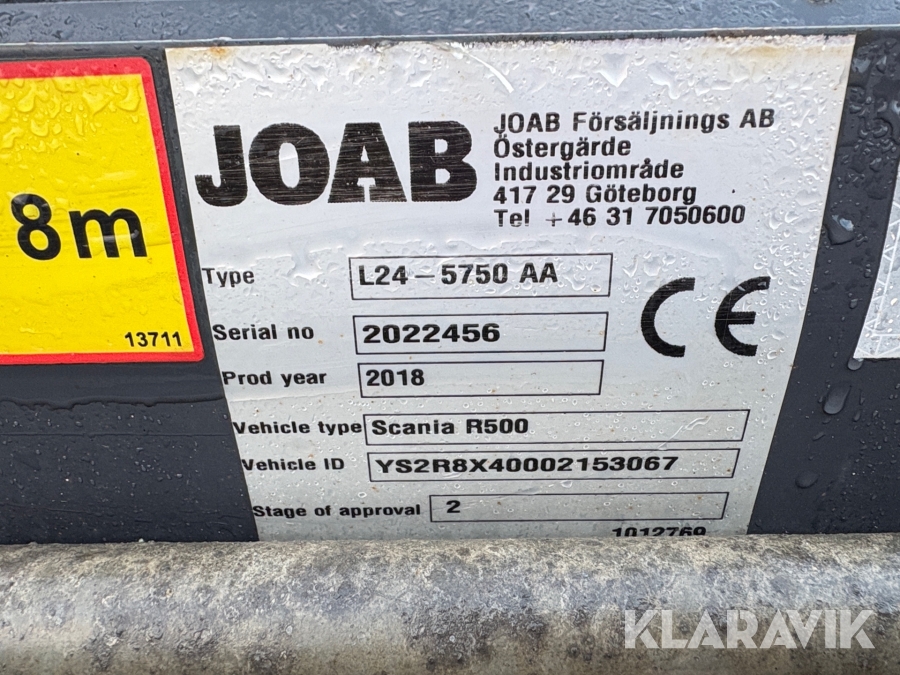 8m
13711
JOAB
JOAB Försäljnings AB
Östergärde
Industriområde
417 29 Göteborg
Tel +46 31 7050600
Type L24-5750 AA
Serial no 2022456
Prod year 2018
Vehicle type Scania R500
Vehicle ID YS2R8X40002153067
Stage of approval 2
1012769
CE
KLARAVIK